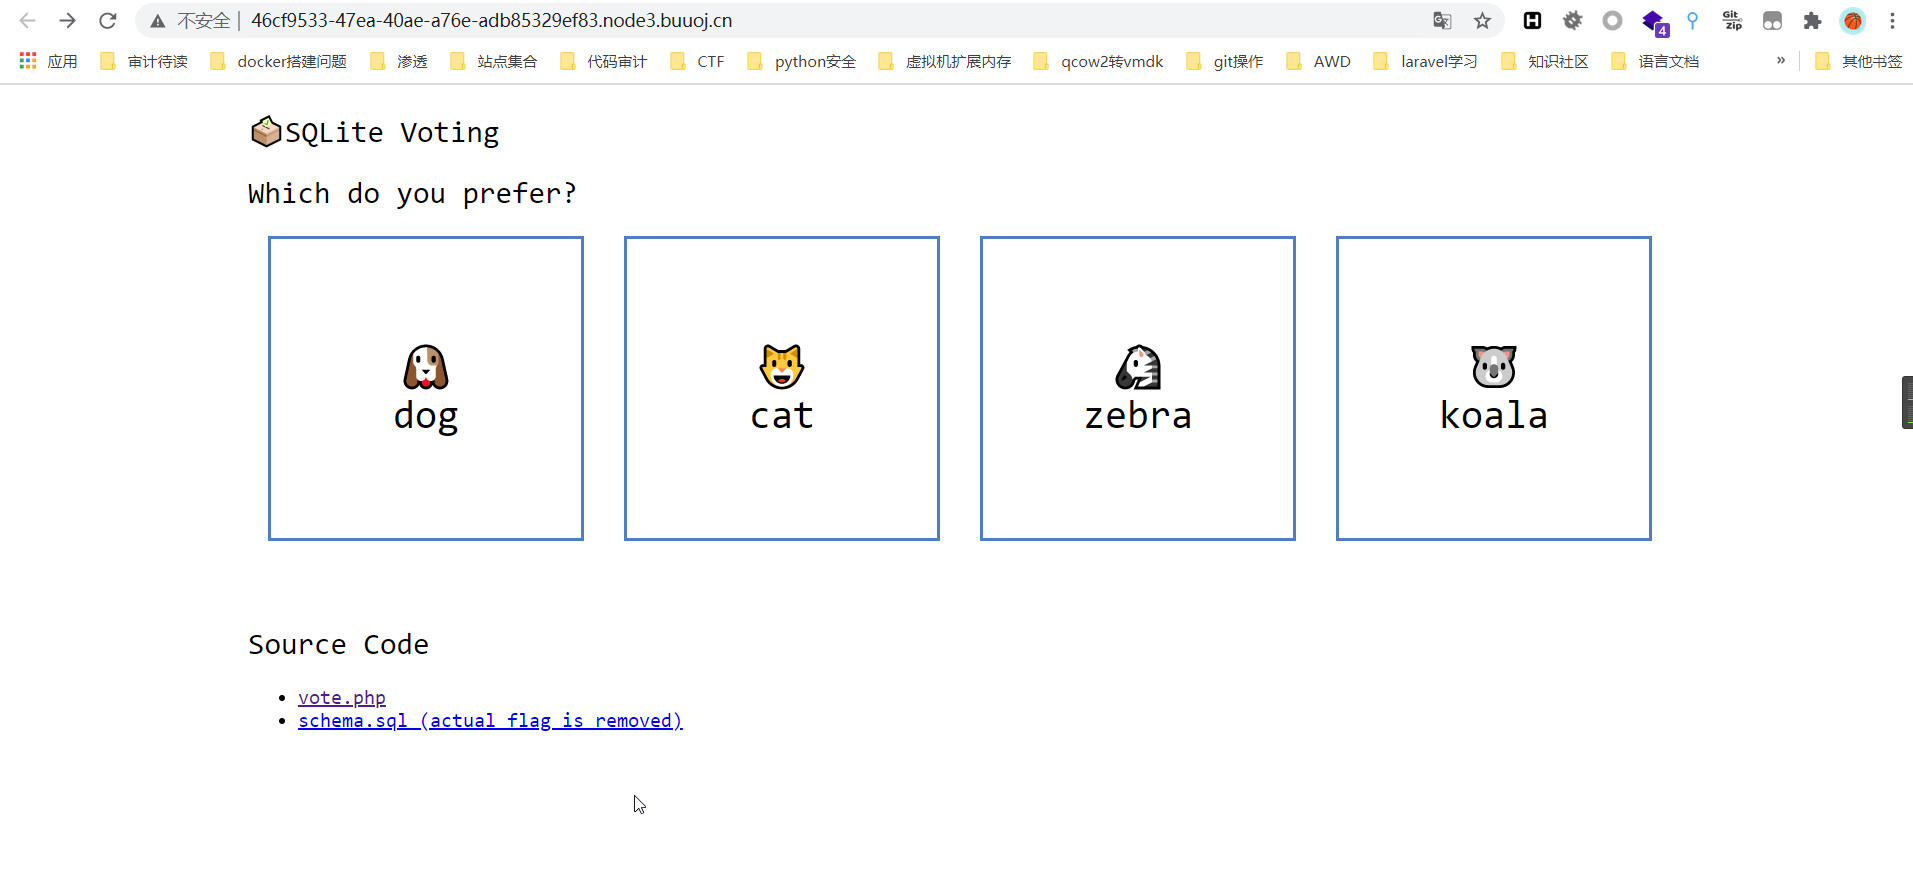 不安全 46cf9533-47ea-40ae-a76e-adb85329ef83.node3.buuoj.cn
Git Zip 4
应用 审计待读 docker搭建问题 渗透 站点集合 代码审计 CTF python安全 虚拟机扩展内存 qcow2转vmdk git操作 AWD laravel学习 知识社区 语言文档 » 其他书签
SQLite Voting
Which do you prefer?
dog cat zebra koala
Source Code
vote.php
schema.sql (actual flag is removed)